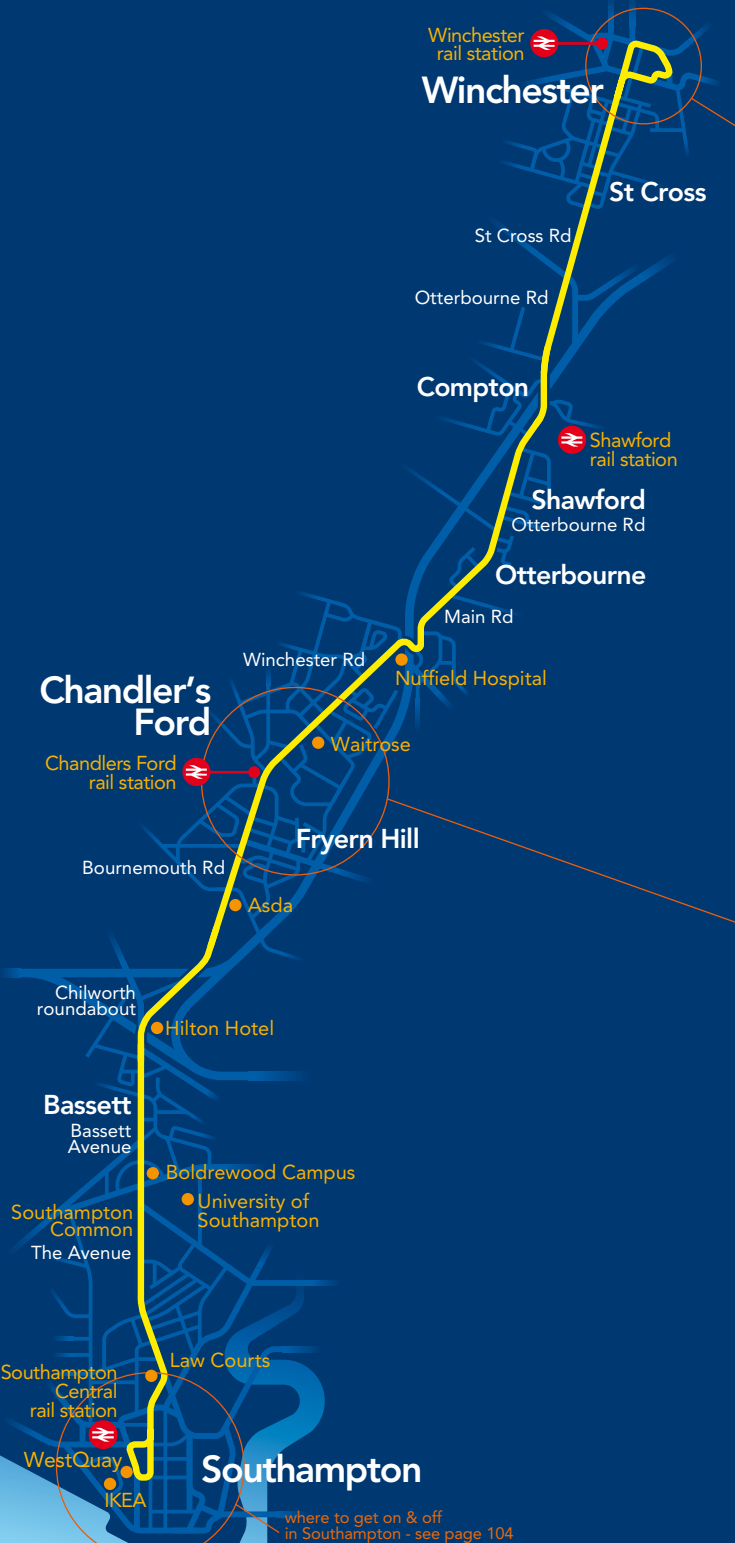 Winchester
rail station
Winchester
St Cross
St Cross Rd
Otterbourne Rd
Compton
Shawford
rail station
Shawford
Otterbourne Rd
Otterbourne
Main Rd
Winchester Rd
Nuffield Hospital
Chandler's
Ford
Waitrose
Chandlers Ford
rail station
Fryern Hill
Bournemouth Rd
Asda
Chilworth
roundabout
Hilton Hotel
Bassett
Bassett
Avenue
Boldrewood Campus
University of
Southampton
Southampton
Common
The Avenue
Law Courts
Southampton
Central
rail station
WestQuay
Southampton
IKEA
where to get on & off
in Southampton - see page 104